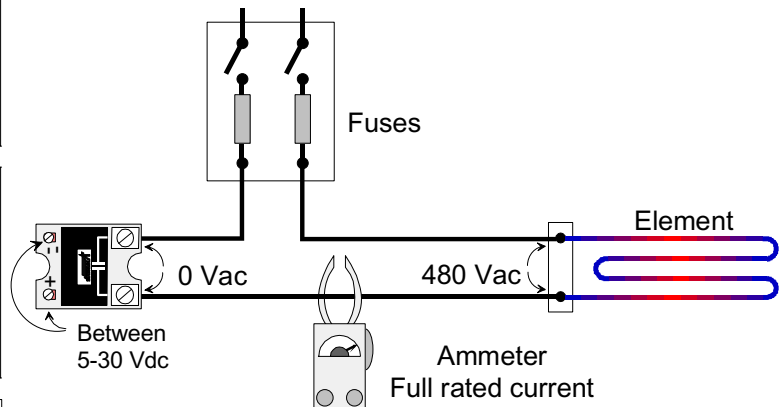 Fuses
Element
0 Vac
480 Vac
Between
5-30 Vdc
Ammeter
Full rated current